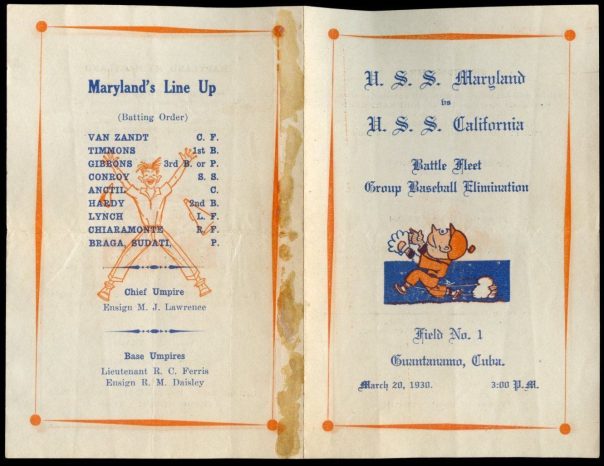 Maryland's Line Up
(Batting Order)
VAN ZANDT C. F.
TIMMONS 1st B.
GIBBONS 3rd B. or P.
CONROY S. S.
ANCTIL C.
HARDY 2nd B.
LYNCH L. F.
CHIARAMONTE R. F.
BRAGA, SUDATI, P.
Chief Umpire
Ensign M. J. Lawrence
Base Umpires
Lieutenant R. C. Ferris
Ensign R. M. Daisley
U. S. S. Maryland
vs
U. S. S. California
Battle Fleet
Group Baseball Elimination
Field No. 1
Guantanamo, Cuba.
March 20, 1930. 3:00 P.M.